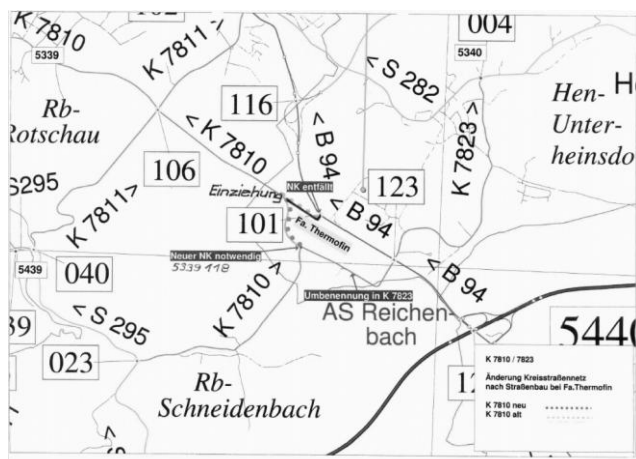 K 7810
5339
K 7811 >
004
5340
< S 282
116
Rb-
Rotschau
< K 7810
< B 94
K 7823 >
Hen-
Unter-
heinsdo
106
123
Einziehung
NK entfällt
S295
K 7811>
101
Fa. Thermofin
< B 94
Neuer NK notwendig
5339 118
5439
040
K 7810 >
Umbenennung in K 7823
< B 94
AS Reichen-
bach
< S 295
39
5440
023
Rb-
Schneidenbach
K 7810 / 7823
Änderung Kreisstraßennetz
nach Straßenbau bei Fa.Thermofin
K 7810 neu
K 7810 alt